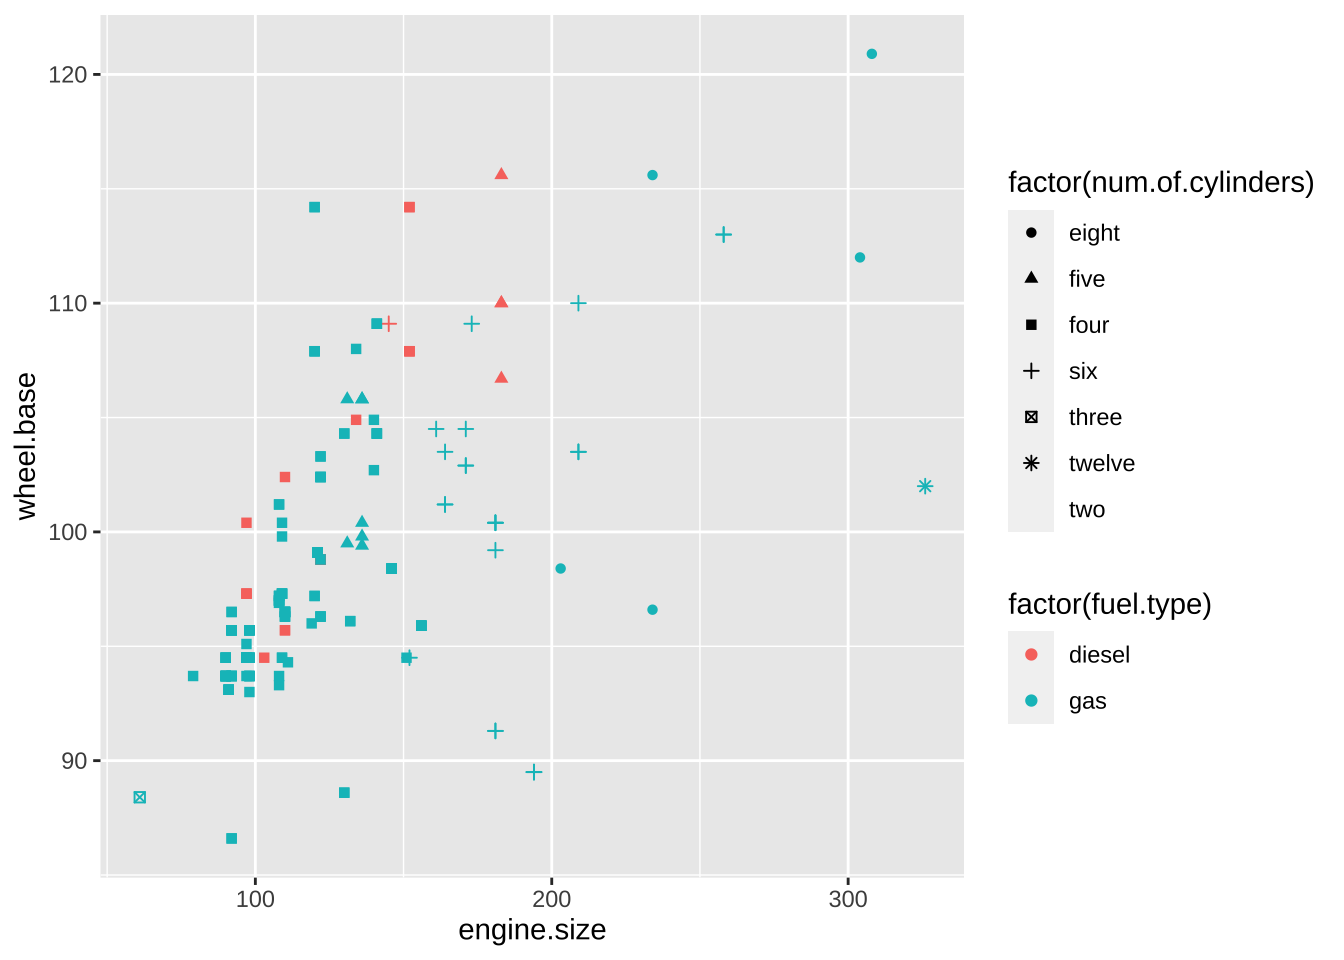 120
110
100
90
wheel.base
100
200
300
engine.size
factor(num.of.cylinders)
eight
five
four
six
three
twelve
two
factor(fuel.type)
diesel
gas